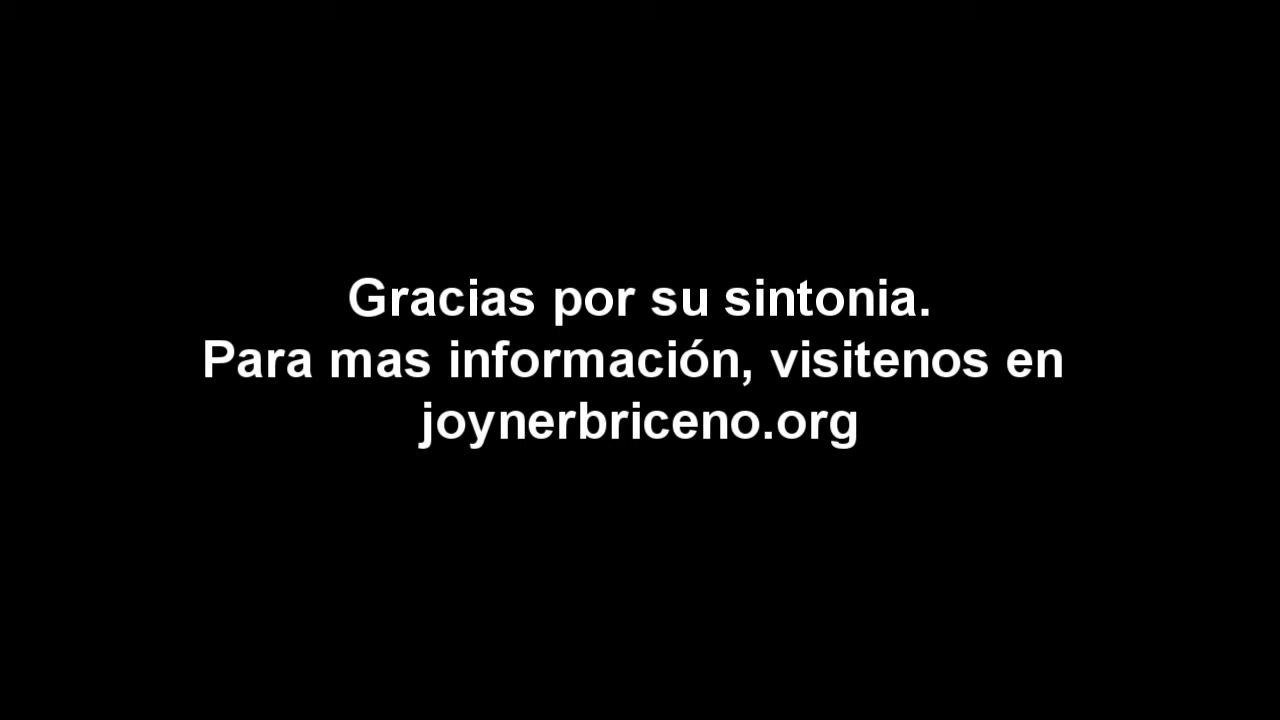 Gracias por su sintonia.
Para mas información, visitenos en
joynerbriceno.org